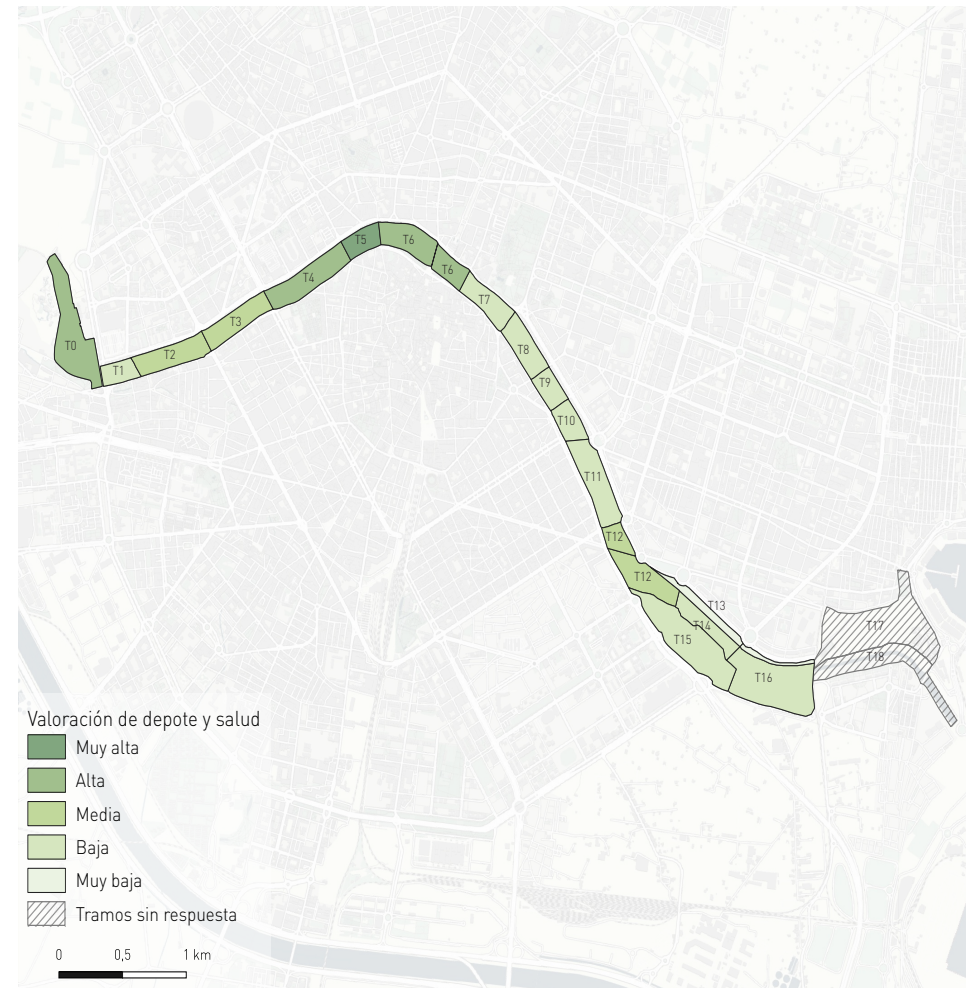 T5
T6
T6
T4
T7
T3
T0
T8
T2
T1
T9
T10
T11
T12
T12
T13
T14
T17
T15
T18
T16
Valoración de depote y salud
Muy alta
Alta
Media
Baja
Muy baja
Tramos sin respuesta
0 0,5 1 km